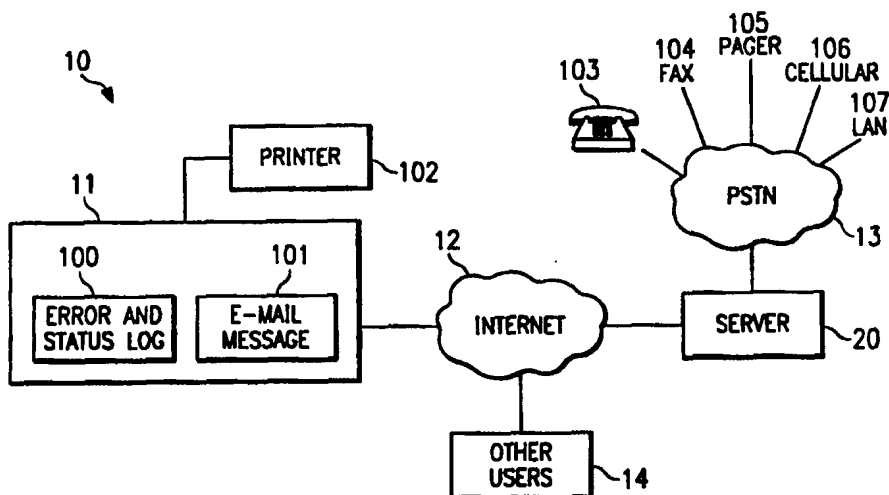 10
PRINTER
102
11
100
101
ERROR AND
STATUS LOG
E-MAIL
MESSAGE
12
INTERNET
OTHER
USERS
14
103
104
FAX
105
PAGER
106
CELLULAR
107
LAN
PSTN
13
SERVER
20